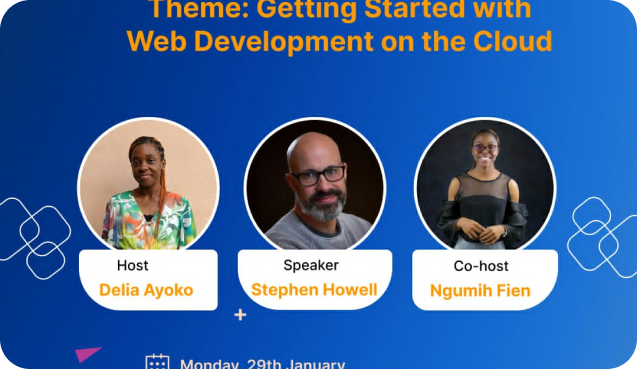 Theme: Getting Started with
Web Development on the Cloud
Host
Delia Ayoko
Speaker
Stephen Howell
Co-host
Ngumih Fien
Monday, 29th January